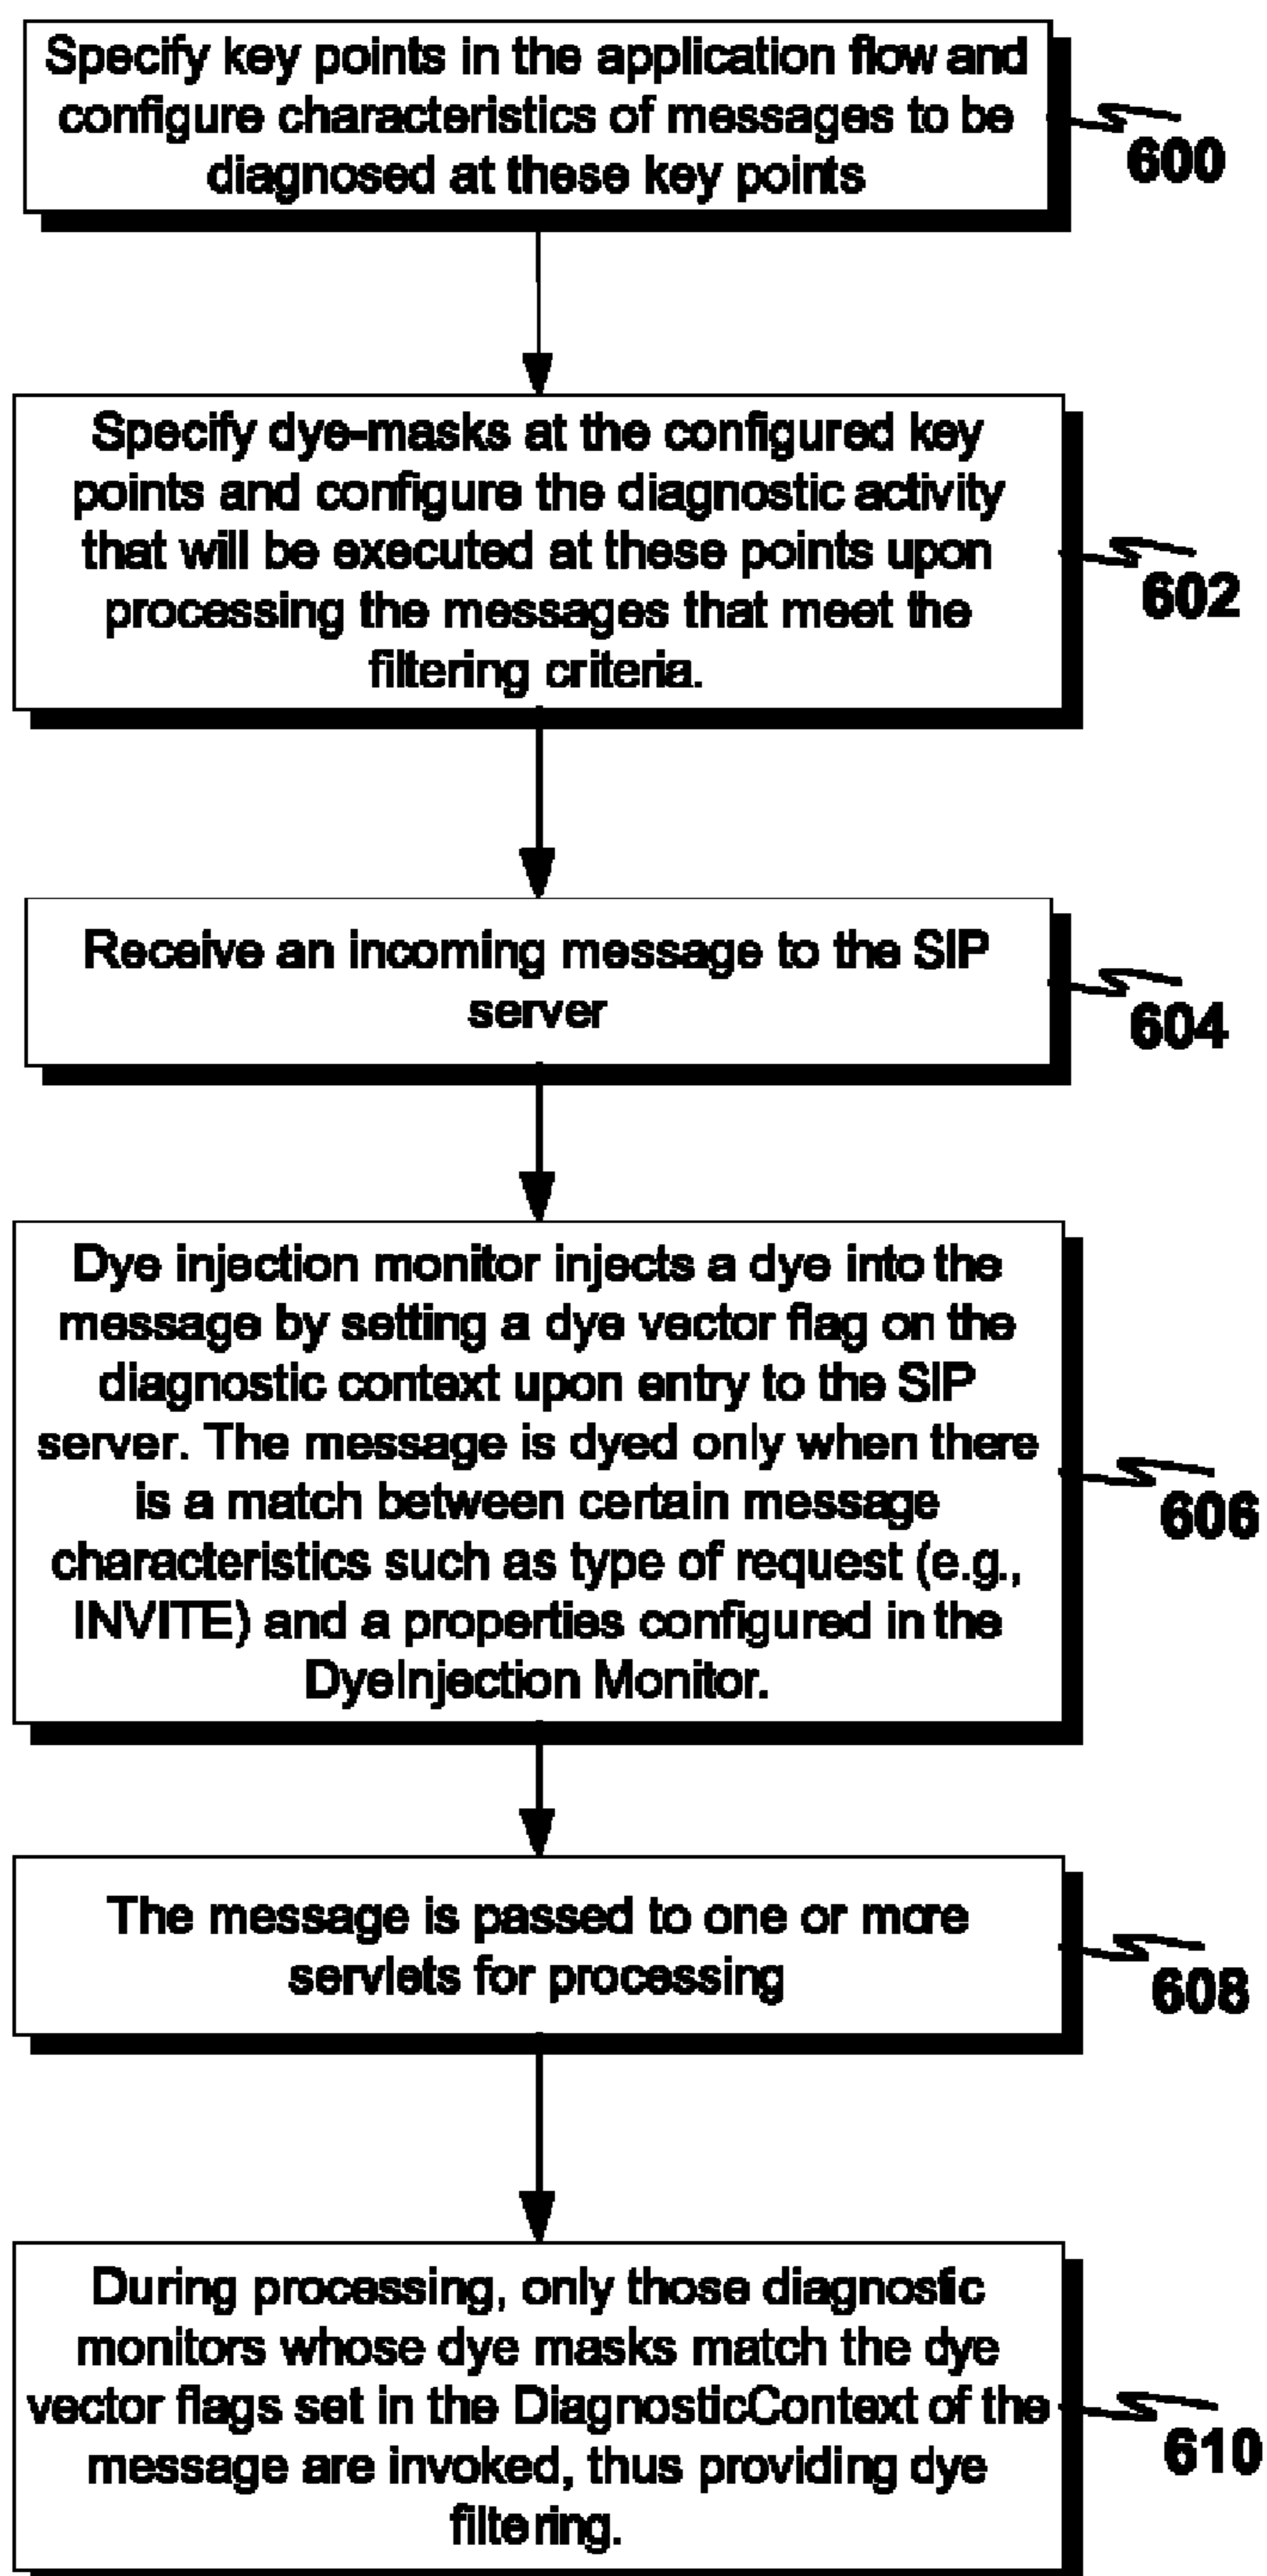 Specify key points in the application flow and
configure characteristics of messages to be
diagnosed at these key points
600
Specify dye-masks at the configured key
points and configure the diagnostic activity
that will be executed at these points upon
processing the messages that meet the
filtering criteria.
602
Receive an incoming message to the SIP
server
604
Dye injection monitor injects a dye into the
message by setting a dye vector flag on the
diagnostic context upon entry to the SIP
server. The message is dyed only when there
is a match between certain message
characteristics such as type of request (e.g.,
INVITE) and a properties configured in the
DyeInjection Monitor.
606
The message is passed to one or more
servlets for processing
608
During processing, only those diagnostic
monitors whose dye masks match the dye
vector flags set in the DiagnosticContext of the
message are invoked, thus providing dye
filtering.
610